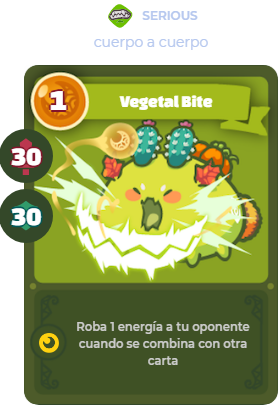 SERIOUS
cuerpo a cuerpo
1
Vegetal Bite
30
30
Roba 1 energía a tu oponente
cuando se combina con otra
carta